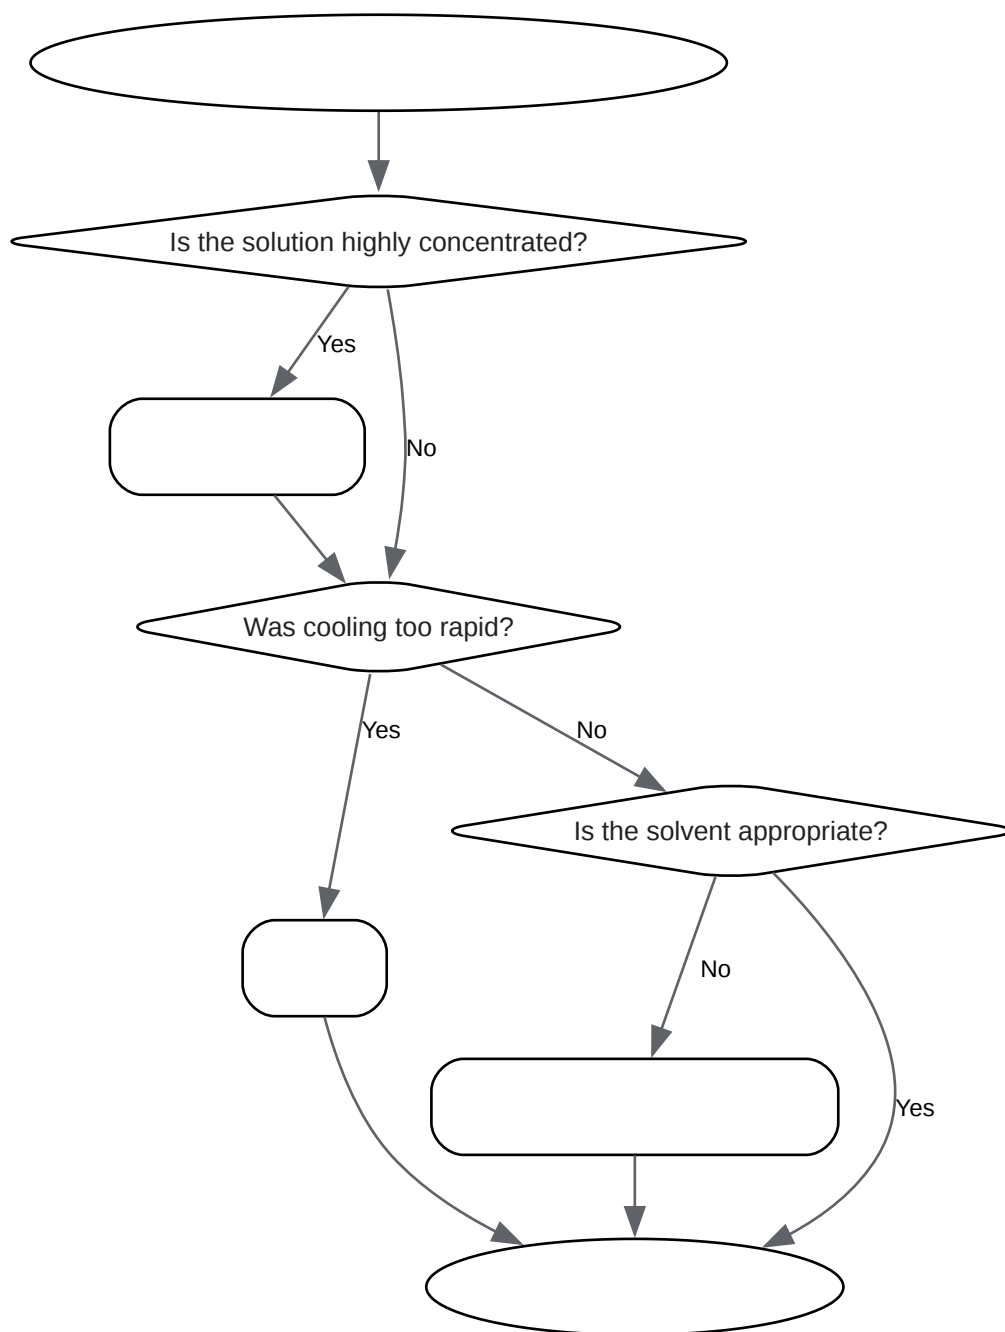 Is the solution highly concentrated?
Yes
No
Was cooling too rapid?
Yes
No
Is the solvent appropriate?
No
Yes